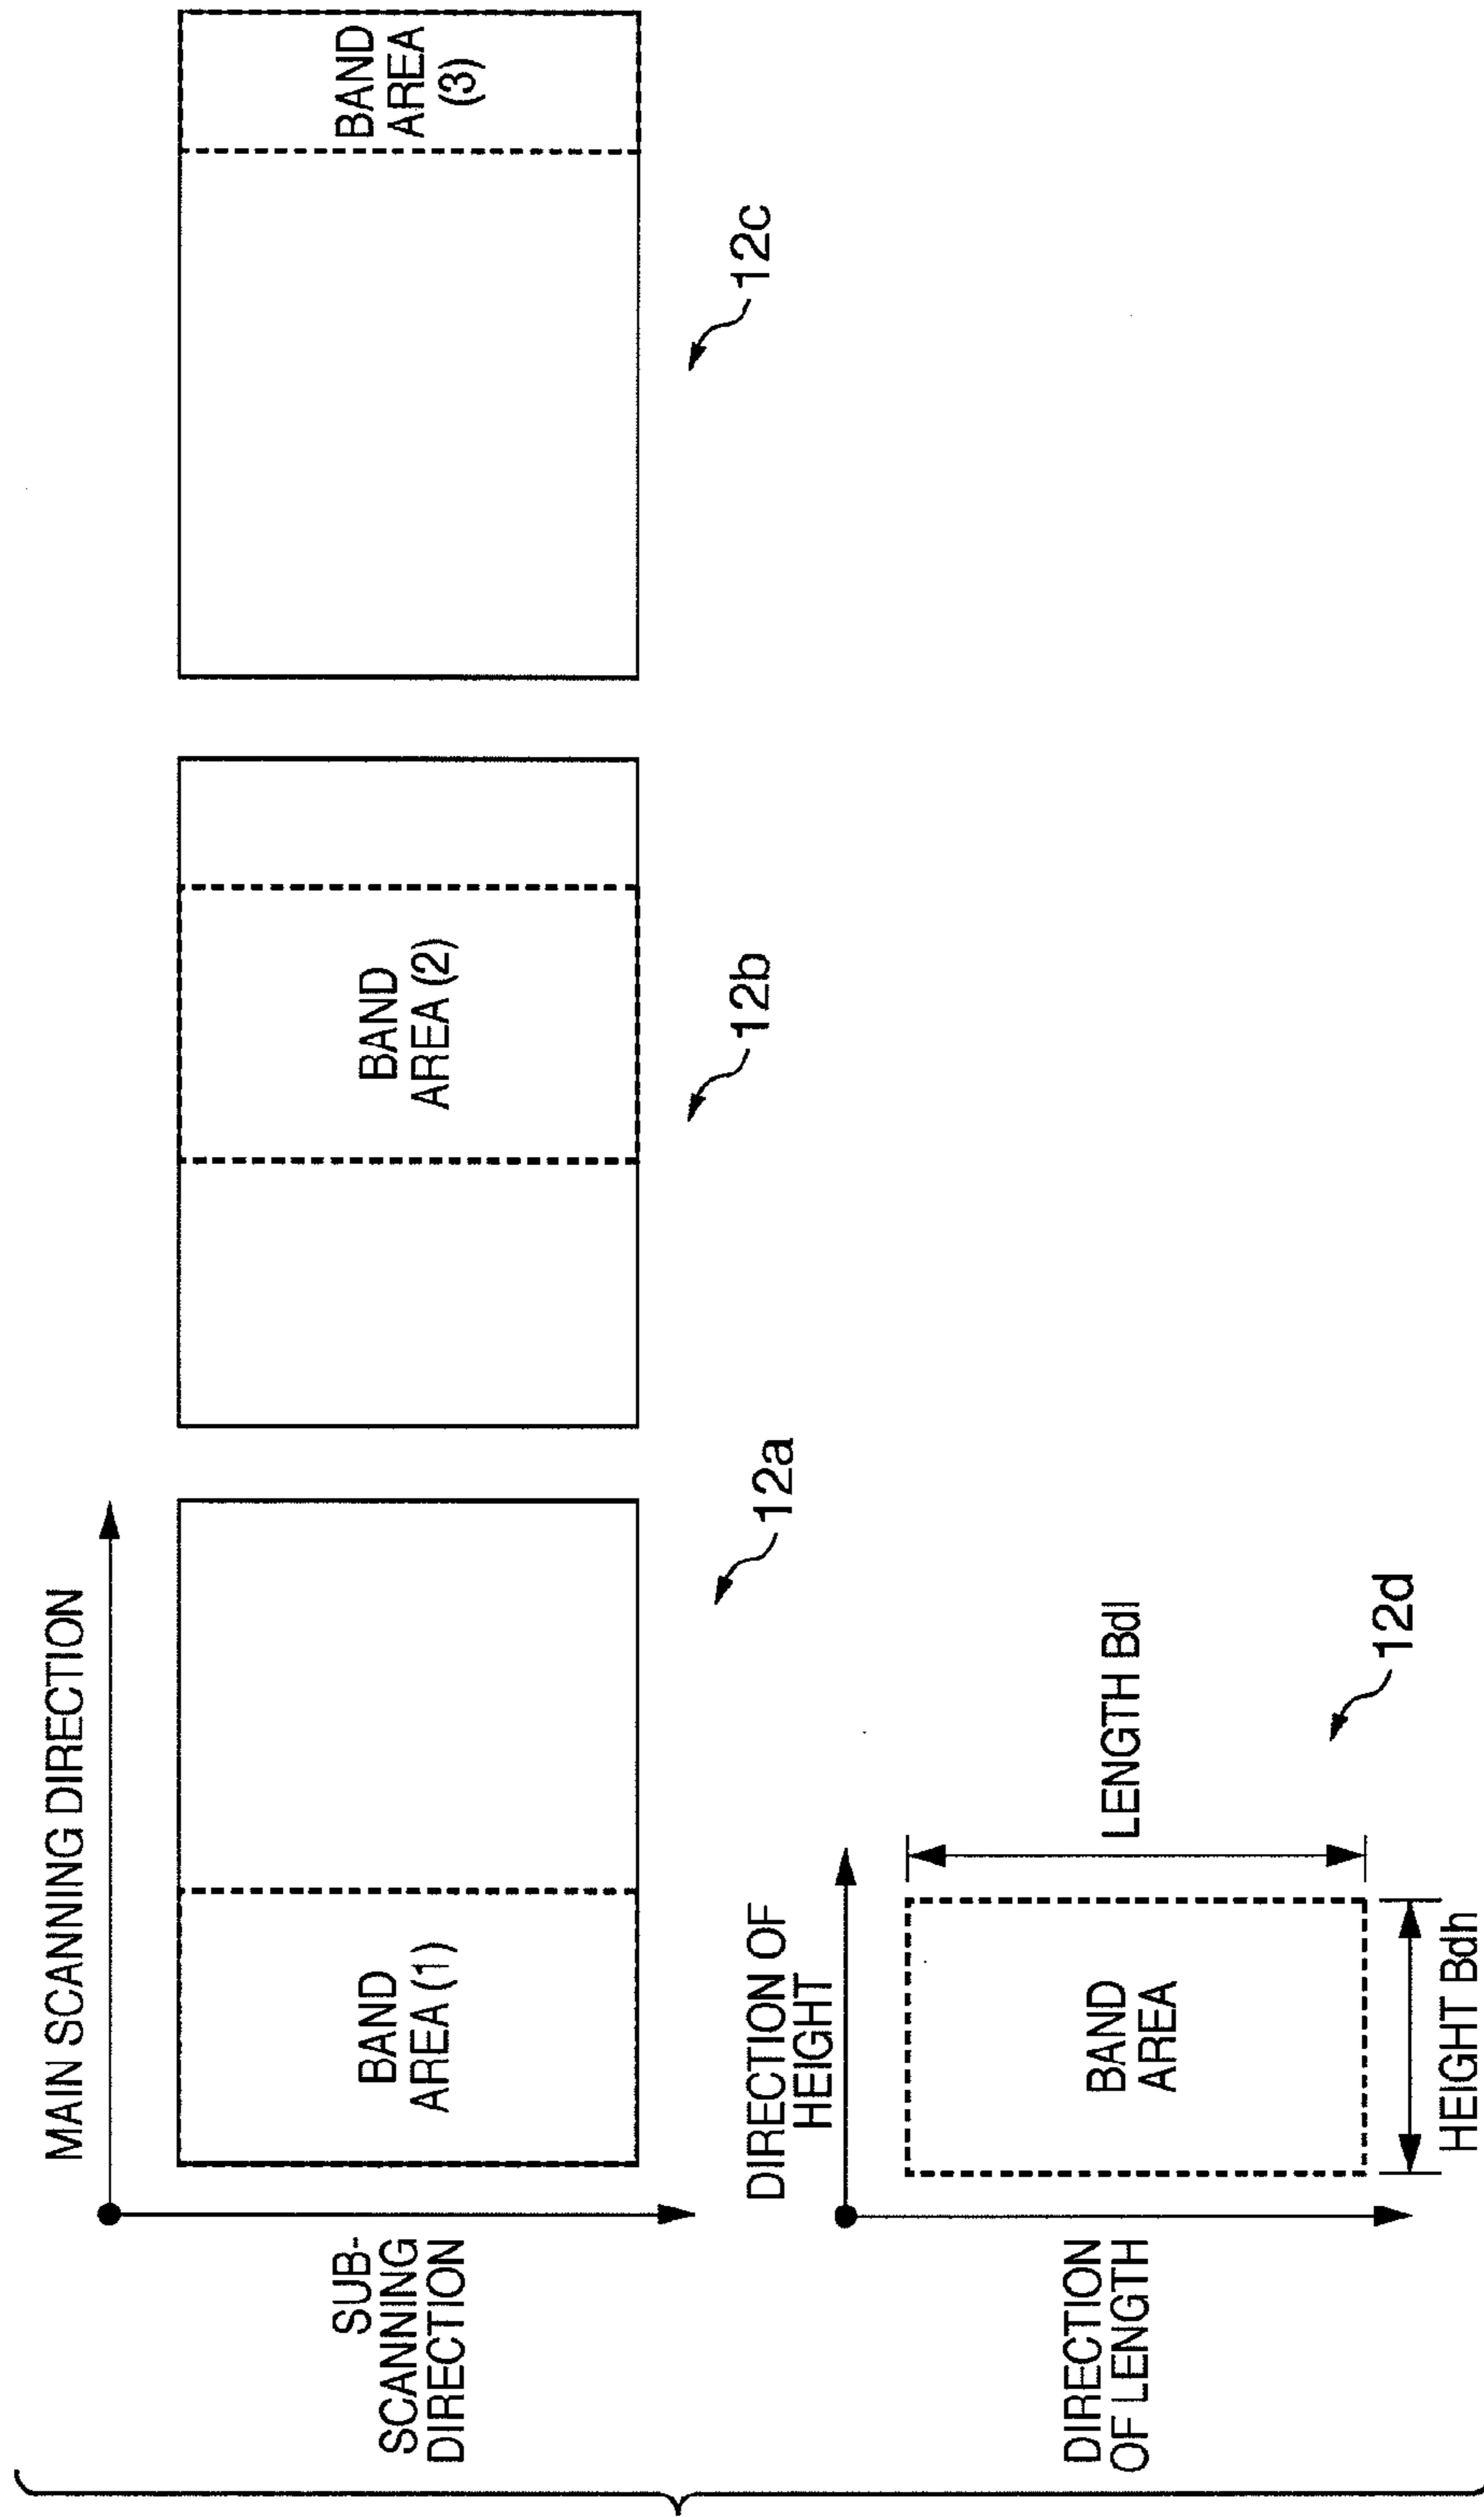 MAIN SCANNING DIRECTION
SUB-
SCANNING
DIRECTION
BAND
AREA (1)
12a
BAND
AREA (2)
12b
BAND
AREA
(3)
12c
DIRECTION OF
HEIGHT
DIRECTION
OF LENGTH
BAND
AREA
LENGTH Bdl
HEIGHT Bdh
12d